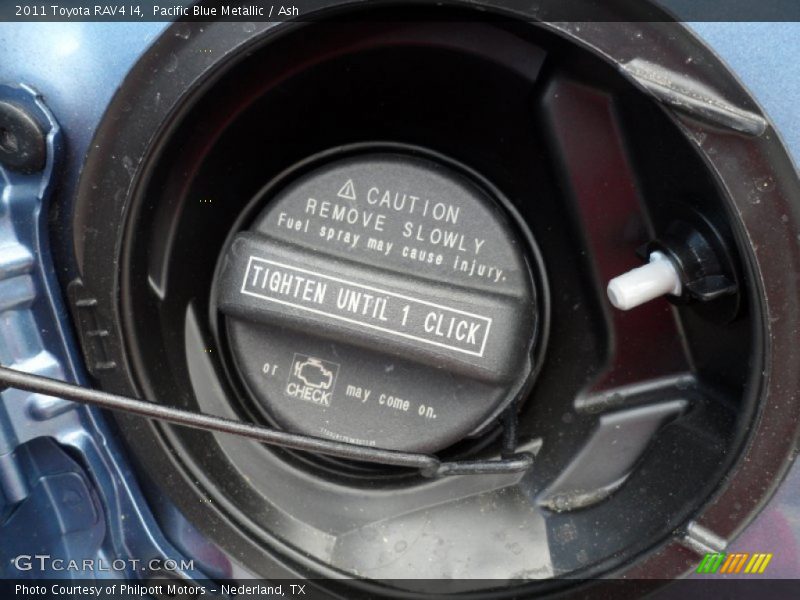 2011 Toyota RAV4 I4,  Pacific Blue Metallic / Ash
CAUTION
REMOVE SLOWLY
Fuel spray may cause injury.
TIGHTEN UNTIL 1 CLICK
or CHECK may come on.
GTCARLOT.COM
Photo Courtesy of Philpott Motors - Nederland, TX